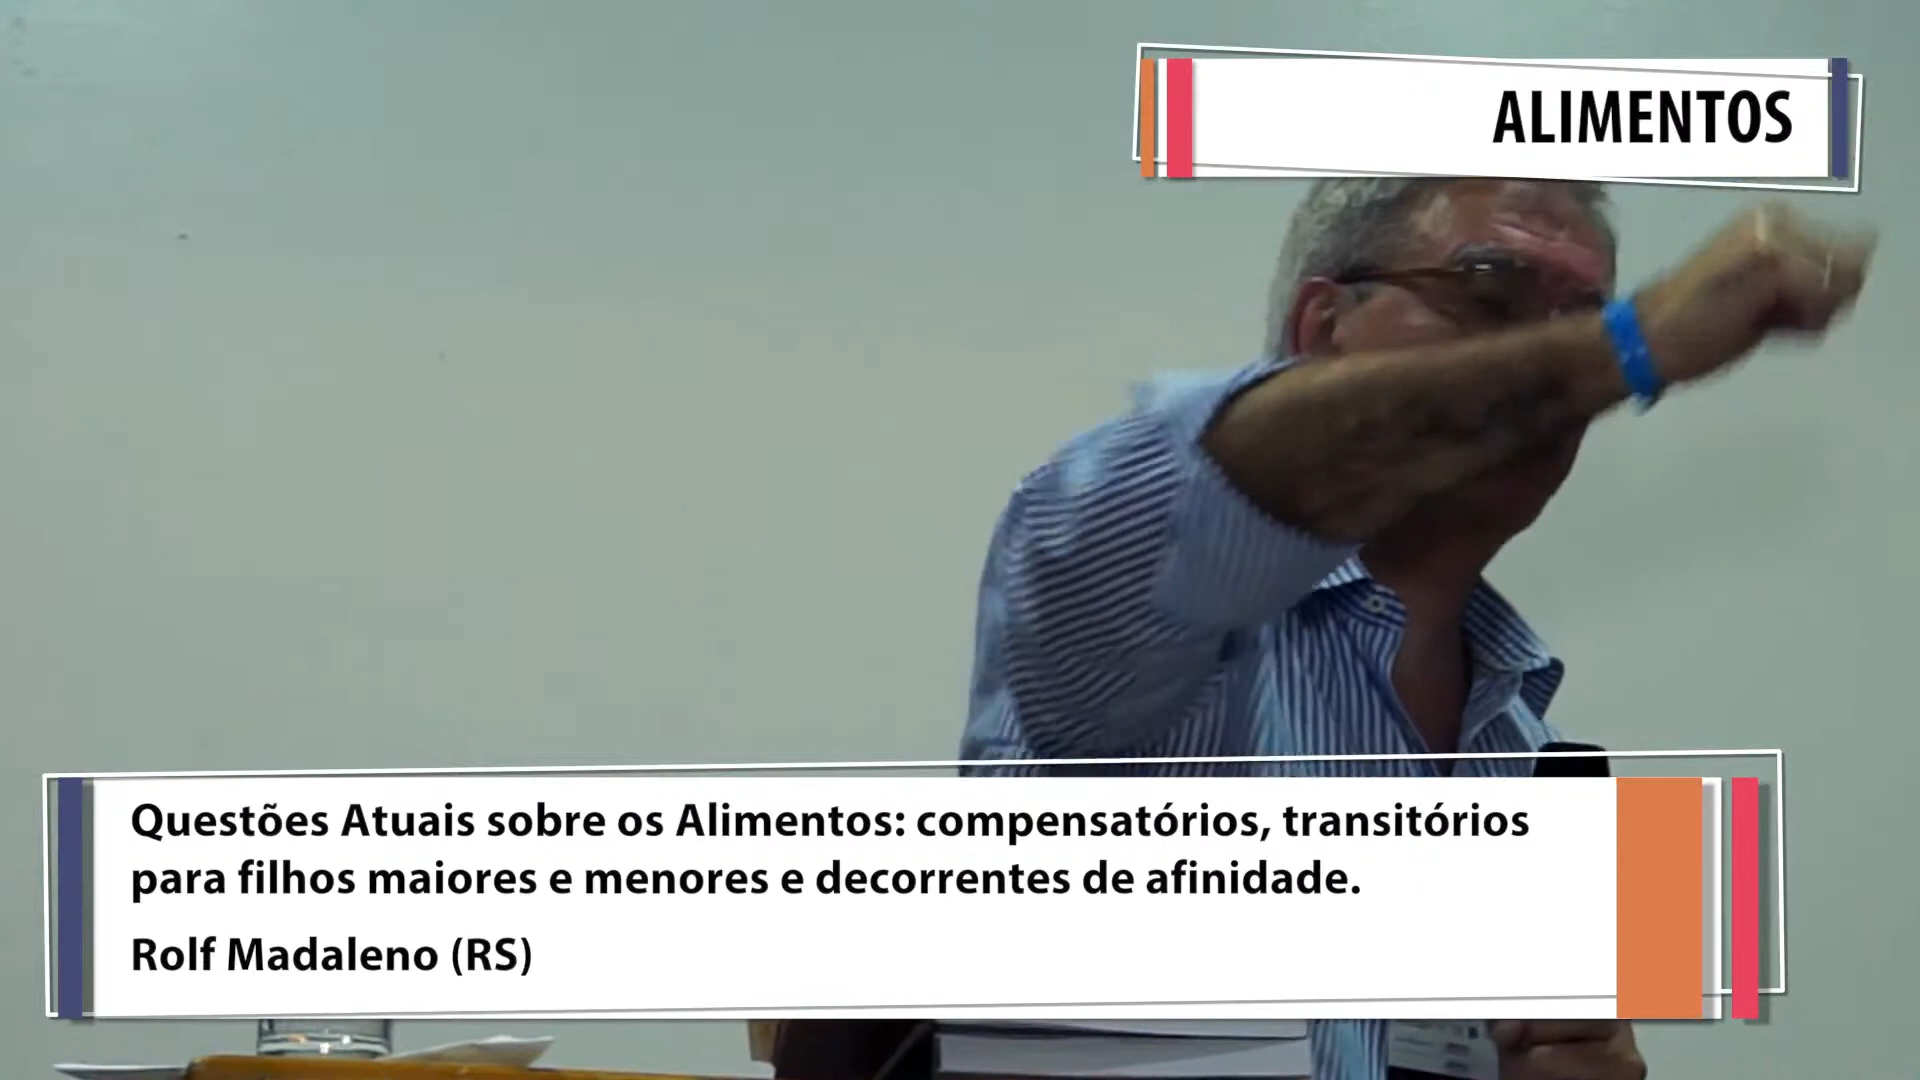 ALIMENTOS
Questões Atuais sobre os Alimentos: compensatórios, transitórios
para filhos maiores e menores e decorrentes de afinidade.
Rolf Madaleno (RS)